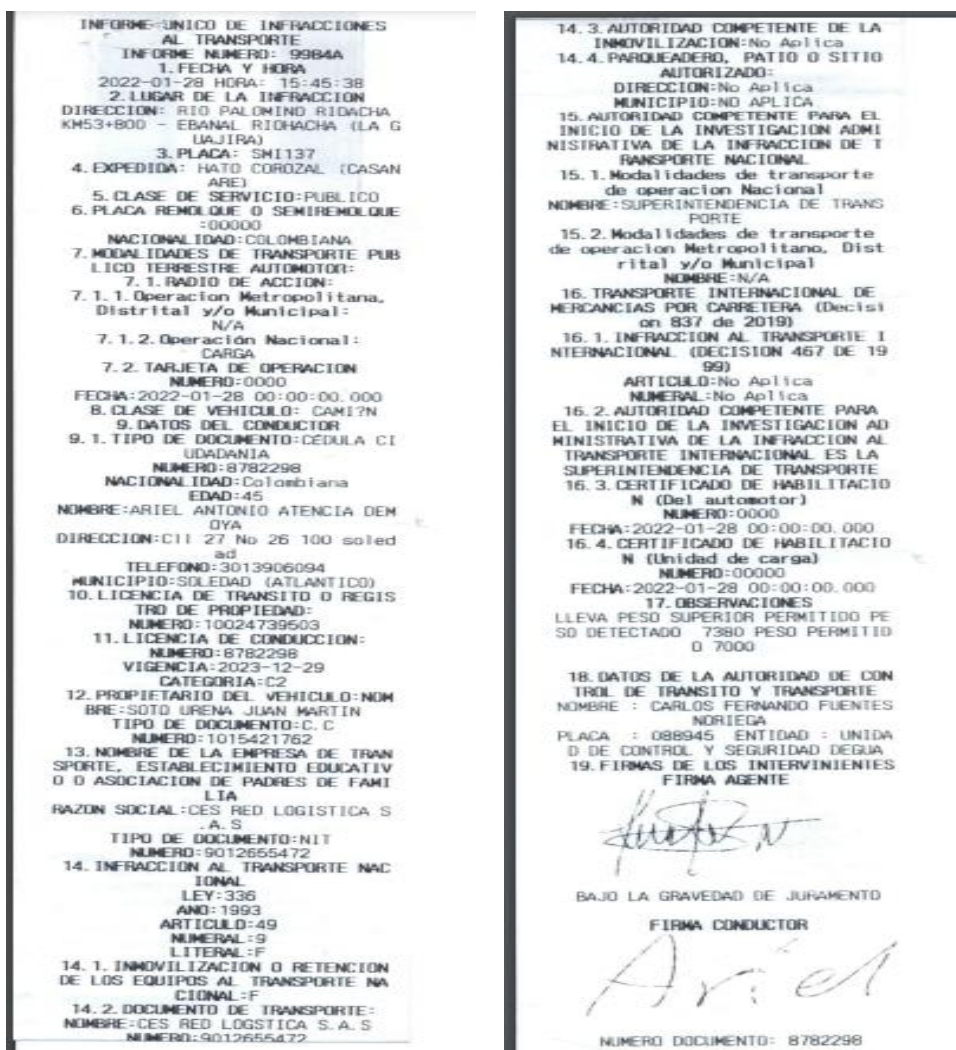 INFORME UNICO DE INFRACCIONES
AL TRANSPORTE
INFORME NUMERO: 9984A
1. FECHA Y HORA
2022-01-28 HORA: 15:45:38
2. LUGAR DE LA INFRACCION
DIRECCION: RIO PALOMINO RIOACHA
KM53+800 - EBANAL RIOHACHA (LA G
UAJIRA)
3. PLACA: SMI137
4. EXPEDIDA: HATO COROZAL (CASAN
ARE)
5. CLASE DE SERVICIO:PUBLICO
6. PLACA REMOLQUE O SEMIREMOLQUE
:00000
NACIONALIDAD:COLOMBIANA
7. MODALIDADES DE TRANSPORTE PUB
LICO TERRESTRE AUTOMOTOR:
7.1. RADIO DE ACCION:
7.1.1. Operacion Metropolitana,
Distrital y/o Municipal:
N/A
7.1.2. Operación Nacional:
CARGA
7.2. TARJETA DE OPERACION
NUMERO:0000
FECHA:2022-01-28 00:00:00.000
8. CLASE DE VEHICULO: CAMI?N
9. DATOS DEL CONDUCTOR
9.1. TIPO DE DOCUMENTO:CÉDULA CI
UDADANIA
NUMERO:8782298
NACIONALIDAD:Colombiana
EDAD:45
NOMBRE:ARIEL ANTONIO ATENCIA DEM
OYA
DIRECCION:Cll 27 No 26 100 soled
ad
TELEFONO:3013906094
MUNICIPIO:SOLEDAD (ATLANTICO)
10. LICENCIA DE TRANSITO O REGIS
TRO DE PROPIEDAD:
NUMERO:10024739503
11. LICENCIA DE CONDUCCION:
NUMERO:8782298
VIGENCIA:2023-12-29
CATEGORIA:C2
12. PROPIETARIO DEL VEHICULO:NOM
BRE:SOTO URENA JUAN MARTIN
TIPO DE DOCUMENTO:C.C
NUMERO:1015421762
13. NOMBRE DE LA EMPRESA DE TRAN
SPORTE, ESTABLECIMIENTO EDUCATIV
O O ASOCIACION DE PADRES DE FAMI
LIA
RAZON SOCIAL:CES RED LOGISTICA S
.A.S
TIPO DE DOCUMENTO:NIT
NUMERO:9012655472
14. INFRACCION AL TRANSPORTE NAC
IONAL
LEY:336
ANO:1993
ARTICULO:49
NUMERAL:9
LITERAL:F
14.1. INMOVILIZACION O RETENCION
DE LOS EQUIPOS AL TRANSPORTE NA
CIONAL:F
14.2. DOCUMENTO DE TRANSPORTE:
NOMBRE:CES RED LOGSTICA S.A.S
NUMERO:9012655472
14.3. AUTORIDAD COMPETENTE DE LA
INMOVILIZACION:No Aplica
14.4. PARQUEADERO, PATIO O SITIO
AUTORIZADO:
DIRECCION:No Aplica
MUNICIPIO:NO APLICA
15. AUTORIDAD COMPETENTE PARA EL
INICIO DE LA INVESTIGACION ADMI
NISTRATIVA DE LA INFRACCION DE T
RANSPORTE NACIONAL
15.1. Modalidades de transporte
de operacion Nacional
NOMBRE:SUPERINTENDENCIA DE TRANS
PORTE
15.2. Modalidades de transporte
de operacion Metropolitano, Dist
rital y/o Municipal
NOMBRE:N/A
16. TRANSPORTE INTERNACIONAL DE
MERCANCIAS POR CARRETERA (Decisi
on 837 de 2019)
16.1. INFRACCION AL TRANSPORTE I
NTERNACIONAL (DECISION 467 DE 19
99)
ARTICULO:No Aplica
NUMERAL:No Aplica
16.2. AUTORIDAD COMPETENTE PARA
EL INICIO DE LA INVESTIGACION AD
MINISTRATIVA DE LA INFRACCION AL
TRANSPORTE INTERNACIONAL ES LA
SUPERINTENDENCIA DE TRANSPORTE
16.3. CERTIFICADO DE HABILITACIO
N (Del automotor)
NUMERO:0000
FECHA:2022-01-28 00:00:00.000
16.4. CERTIFICADO DE HABILITACIO
N (Unidad de carga)
NUMERO:00000
FECHA:2022-01-28 00:00:00.000
17. OBSERVACIONES
LLEVA PESO SUPERIOR PERMITIDO PE
SO DETECTADO 7380 PESO PERMITID
O 7000
18. DATOS DE LA AUTORIDAD DE CON
TROL DE TRANSITO Y TRANSPORTE
NOMBRE : CARLOS FERNANDO FUENTES
NORIEGA
PLACA : 088945 ENTIDAD : UNIDA
D DE CONTROL Y SEGURIDAD DEGUA
19. FIRMAS DE LOS INTERVINIENTES
FIRMA AGENTE
BAJO LA GRAVEDAD DE JURAMENTO
FIRMA CONDUCTOR
Ariel
NUMERO DOCUMENTO: 8782298